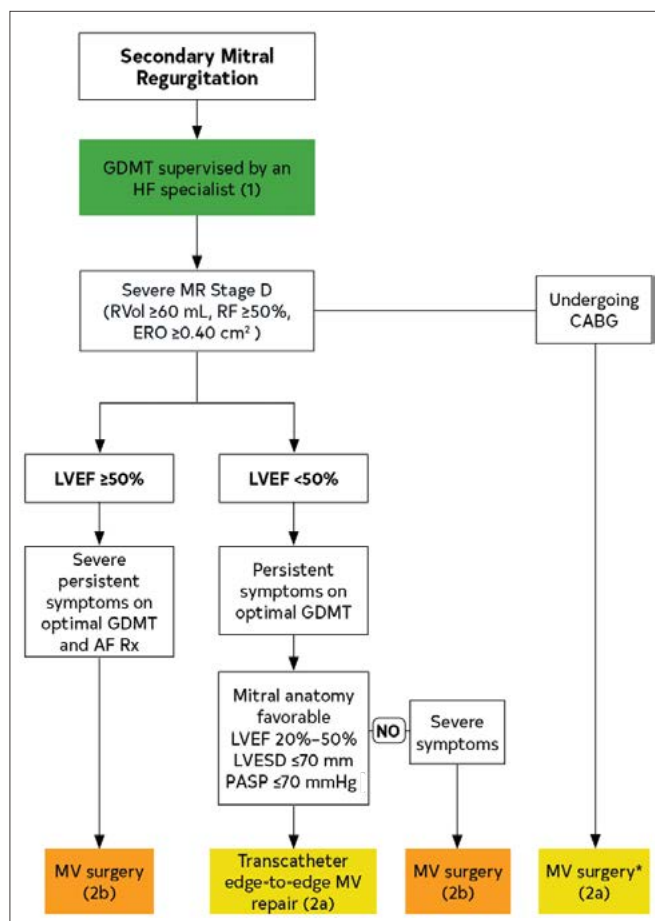 Secondary Mitral
Regurgitation
GDMT supervised by an
HF specialist (1)
Severe MR Stage D
(RVol ≥60 mL, RF ≥50%,
ERO ≥0.40 cm² )
Undergoing
CABG
LVEF ≥50%
LVEF <50%
Severe
persistent
symptoms on
optimal GDMT
and AF Rx
Persistent
symptoms on
optimal GDMT
Mitral anatomy
favorable
LVEF 20%–50%
LVESD ≤70 mm
PASP ≤70 mmHg
NO
Severe
symptoms
MV surgery
(2b)
Transcatheter
edge-to-edge MV
repair (2a)
MV surgery
(2b)
MV surgery*
(2a)